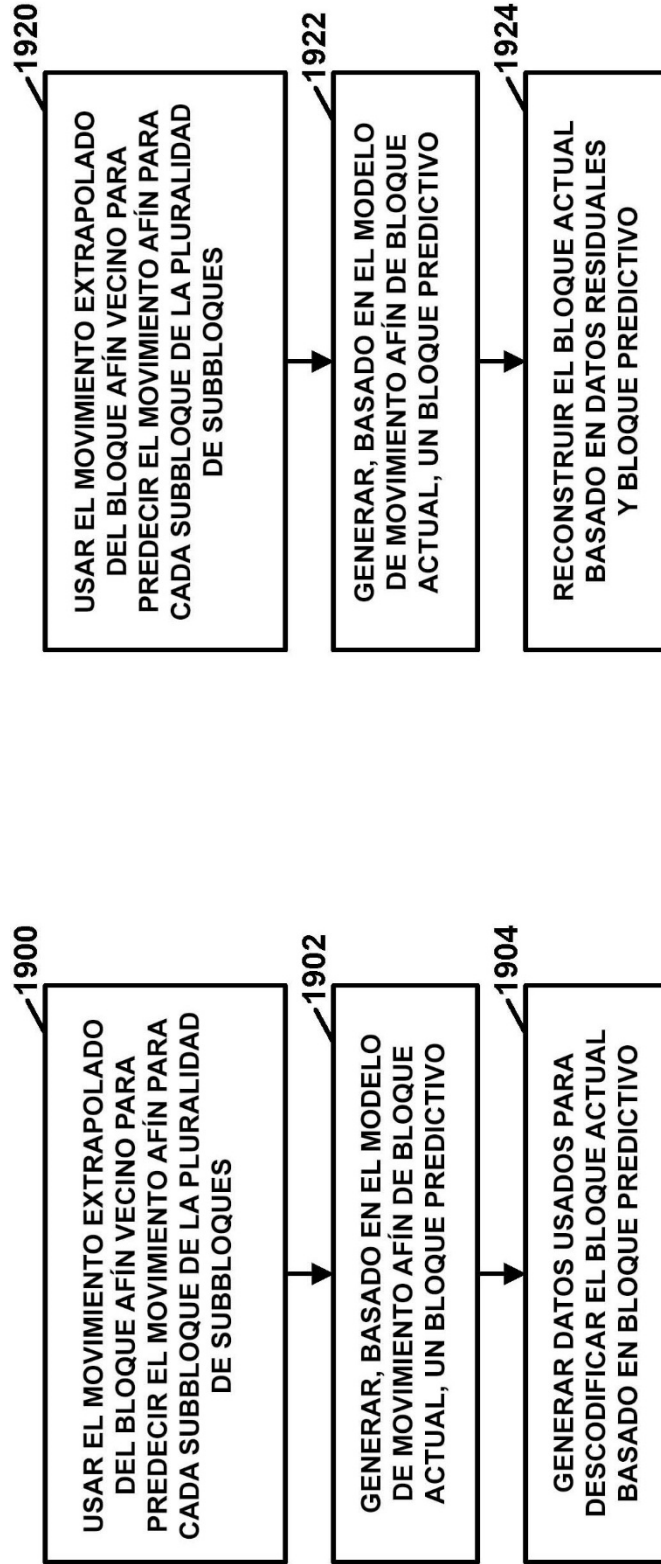 1900
USAR EL MOVIMIENTO EXTRAPOLADO
DEL BLOQUE AFÍN VECINO PARA
PREDECIR EL MOVIMIENTO AFÍN PARA
CADA SUBBLOQUE DE LA PLURALIDAD
DE SUBBLOQUES
1902
GENERAR, BASADO EN EL MODELO
DE MOVIMIENTO AFÍN DE BLOQUE
ACTUAL, UN BLOQUE PREDICTIVO
1904
GENERAR DATOS USADOS PARA
DESCODIFICAR EL BLOQUE ACTUAL
BASADO EN BLOQUE PREDICTIVO
1920
USAR EL MOVIMIENTO EXTRAPOLADO
DEL BLOQUE AFÍN VECINO PARA
PREDECIR EL MOVIMIENTO AFÍN PARA
CADA SUBBLOQUE DE LA PLURALIDAD
DE SUBBLOQUES
1922
GENERAR, BASADO EN EL MODELO
DE MOVIMIENTO AFÍN DE BLOQUE
ACTUAL, UN BLOQUE PREDICTIVO
1924
RECONSTRUIR EL BLOQUE ACTUAL
BASADO EN DATOS RESIDUALES
Y BLOQUE PREDICTIVO